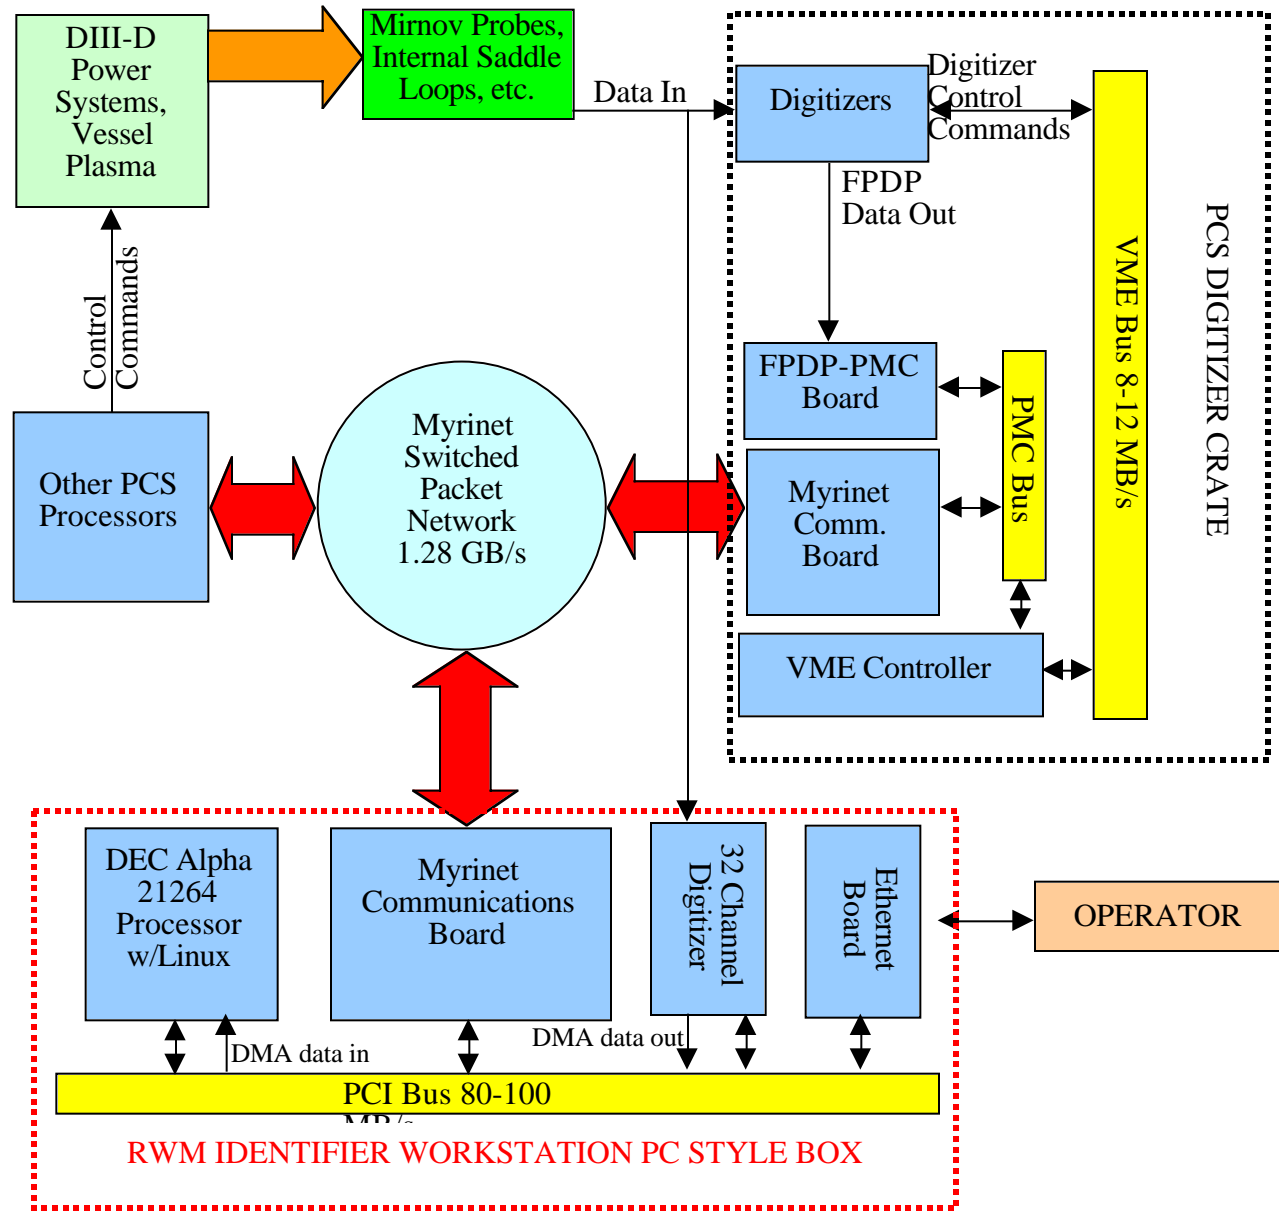 DIII-D
Power
Systems,
Vessel
Plasma
Mirnov Probes,
Internal Saddle
Loops, etc.
Data In
Digitizers
Digitizer
Control
Commands
FPDP
Data Out
VME Bus 8-12 MB/s
PCS DIGITIZER CRATE
Control
Commands
FPDP-PMC
Board
PMC Bus
Myrinet
Switched
Packet
Network
1.28 GB/s
Other PCS
Processors
Myrinet
Comm.
Board
VME Controller
DEC Alpha
21264
Processor
w/Linux
Myrinet
Communications
Board
32 Channel
Digitizer
Ethernet
Board
OPERATOR
DMA data in
DMA data out
PCI Bus 80-100
MB/s
RWM IDENTIFIER WORKSTATION PC STYLE BOX